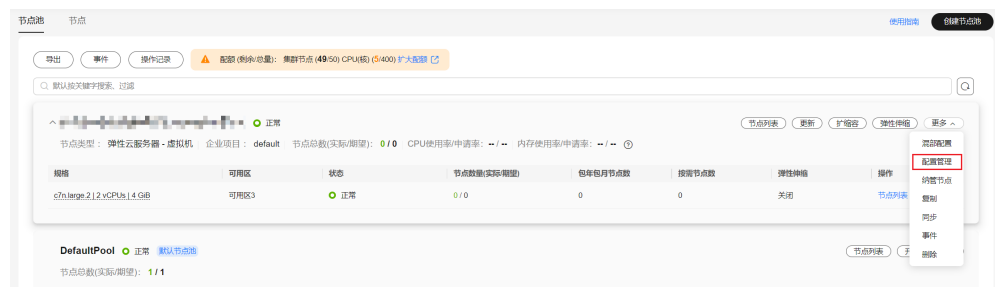 节点池 节点 使用指南 创建节点池
导出 事件 操作记录 配额 (剩余/总量): 集群节点 (49/50) CPU(核) (5/400) 扩大配额
默认按关键字搜索、过滤
正常 节点列表 更新 扩缩容 弹性伸缩 更多
节点类型: 弹性云服务器 - 虚拟机 企业项目: default 节点总数(实际/期望): 0 / 0 CPU使用率/申请率: -- / -- 内存使用率/申请率: -- / --
混部配置
配置管理
纳管节点
复制
同步
事件
删除
规格 可用区 状态 节点数量(实际/期望) 包年包月节点数 按需节点数 弹性伸缩 操作
c7n.large.2 | 2 vCPUs | 4 GiB 可用区3 正常 0 / 0 0 0 关闭 节点列表
DefaultPool 正常 默认节点池 节点列表
节点总数(实际/期望): 1 / 1